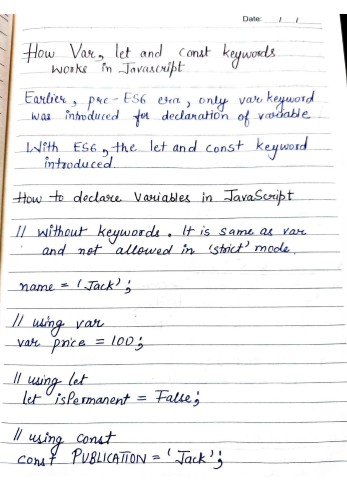 Date: / /
How Var, let and const keywords
works in Javascript
Earlier, pre-ES6 era, only var keyword
was introduced for declaration of variable
With ES6, the let and const keyword
introduced.
How to declare Variables in JavaScript
// without keywords. It is same as var
and not allowed in 'strict' mode.
name = 'Jack';
// using var
var price = 100;
// using let
let isPermanent = False;
// using const
const PUBLICATION = 'Jack';